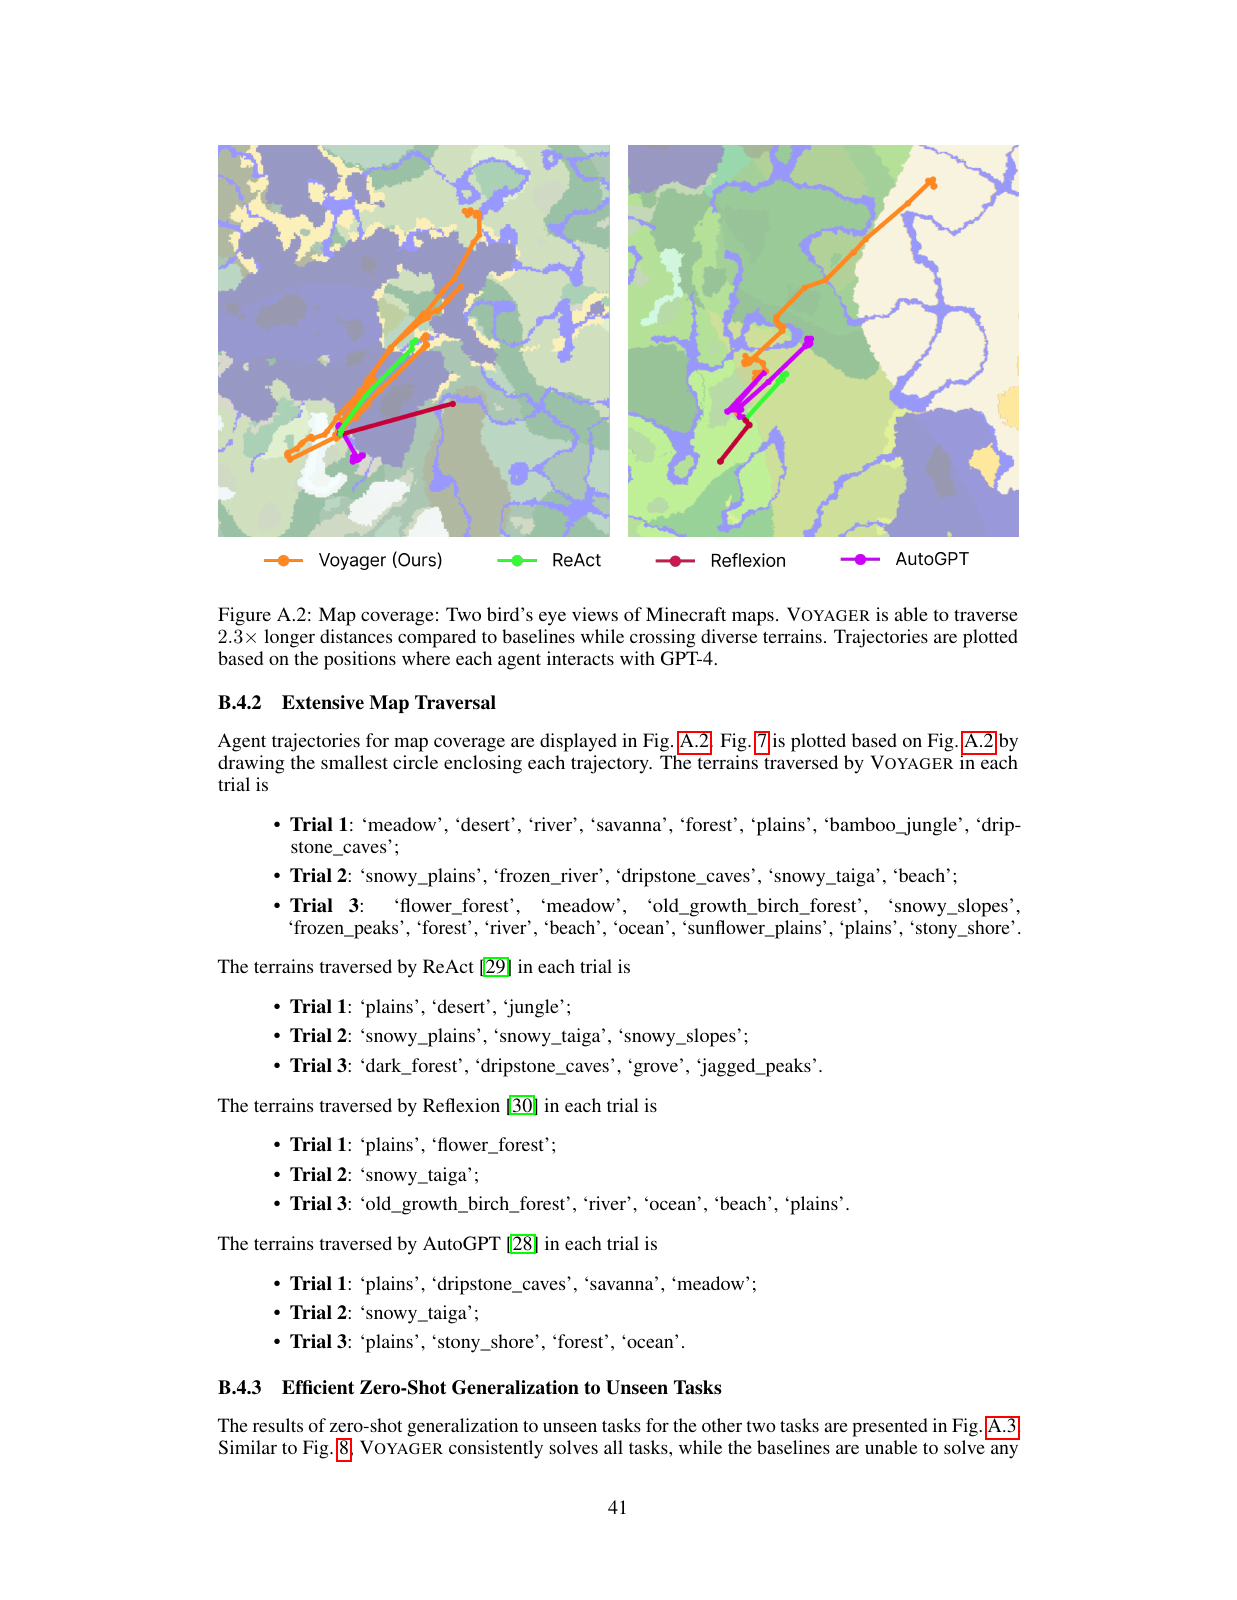 Voyager (Ours) ReAct Reflexion AutoGPT
Figure A.2: Map coverage: Two bird's eye views of Minecraft maps. VOYAGER is able to traverse
2.3× longer distances compared to baselines while crossing diverse terrains. Trajectories are plotted
based on the positions where each agent interacts with GPT-4.
B.4.2 Extensive Map Traversal
Agent trajectories for map coverage are displayed in Fig. A.2. Fig. 7 is plotted based on Fig. A.2 by
drawing the smallest circle enclosing each trajectory. The terrains traversed by VOYAGER in each
trial is
• Trial 1: ‘meadow’, ‘desert’, ‘river’, ‘savanna’, ‘forest’, ‘plains’, ‘bamboo_jungle’, ‘drip-
stone_caves’;
• Trial 2: ‘snowy_plains’, ‘frozen_river’, ‘dripstone_caves’, ‘snowy_taiga’, ‘beach’;
• Trial 3: ‘flower_forest’, ‘meadow’, ‘old_growth_birch_forest’, ‘snowy_slopes’,
‘frozen_peaks’, ‘forest’, ‘river’, ‘beach’, ‘ocean’, ‘sunflower_plains’, ‘plains’, ‘stony_shore’.
The terrains traversed by ReAct [29] in each trial is
• Trial 1: ‘plains’, ‘desert’, ‘jungle’;
• Trial 2: ‘snowy_plains’, ‘snowy_taiga’, ‘snowy_slopes’;
• Trial 3: ‘dark_forest’, ‘dripstone_caves’, ‘grove’, ‘jagged_peaks’.
The terrains traversed by Reflexion [30] in each trial is
• Trial 1: ‘plains’, ‘flower_forest’;
• Trial 2: ‘snowy_taiga’;
• Trial 3: ‘old_growth_birch_forest’, ‘river’, ‘ocean’, ‘beach’, ‘plains’.
The terrains traversed by AutoGPT [28] in each trial is
• Trial 1: ‘plains’, ‘dripstone_caves’, ‘savanna’, ‘meadow’;
• Trial 2: ‘snowy_taiga’;
• Trial 3: ‘plains’, ‘stony_shore’, ‘forest’, ‘ocean’.
B.4.3 Efficient Zero-Shot Generalization to Unseen Tasks
The results of zero-shot generalization to unseen tasks for the other two tasks are presented in Fig. A.3.
Similar to Fig. 8, VOYAGER consistently solves all tasks, while the baselines are unable to solve any
41